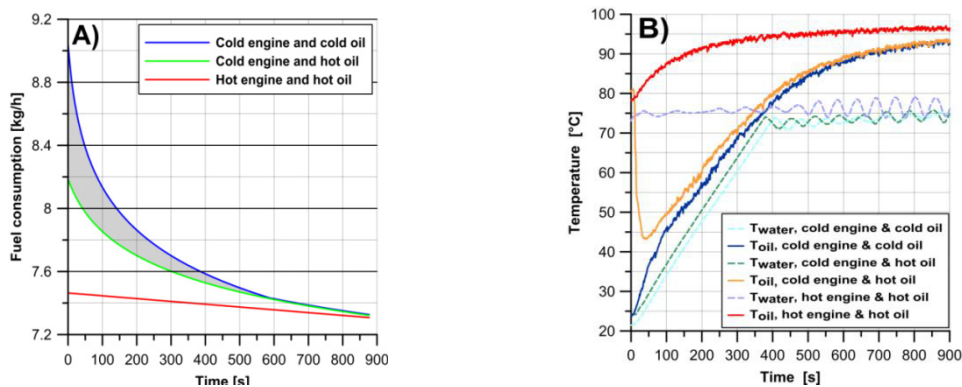 A)
Fuel consumption [kg/h]
9.2
8.8
8.4
8
7.6
7.2
Cold engine and cold oil
Cold engine and hot oil
Hot engine and hot oil
0 100 200 300 400 500 600 700 800 900
Time [s]
B)
Temperature [°C]
100
90
80
70
60
50
40
30
20
Twater, cold engine & cold oil
Toil, cold engine & cold oil
Twater, cold engine & hot oil
Toil, cold engine & hot oil
Twater, hot engine & hot oil
Toil, hot engine & hot oil
0 100 200 300 400 500 600 700 800 900
Time [s]